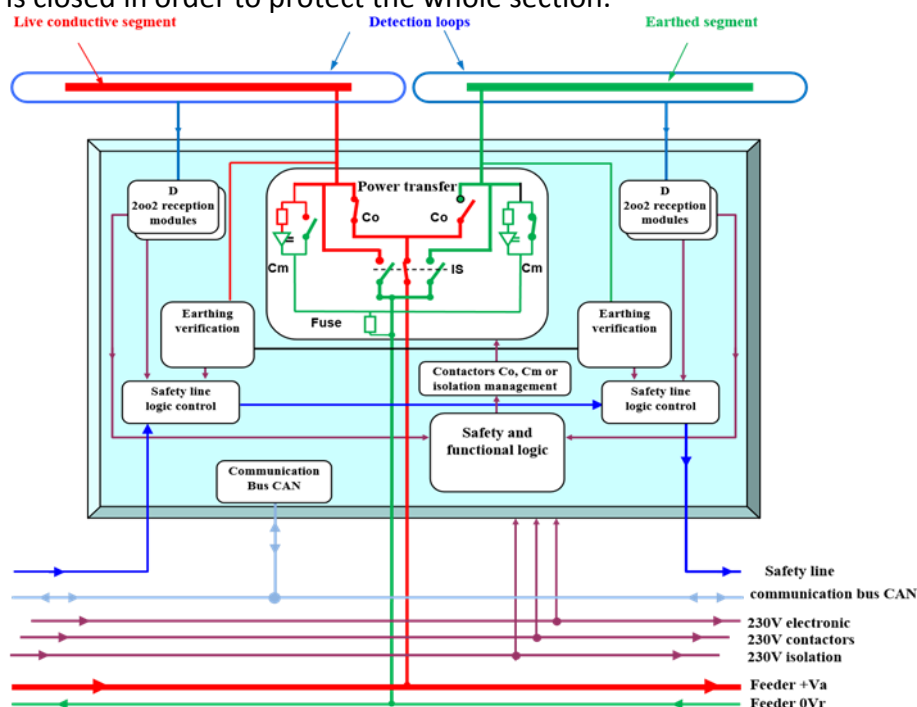 is closed in order to protect the whole section.
Live conductive segment
Detection loops
Earthed segment
D
2oo2 reception
modules
Power transfer
D
2oo2 reception
modules
Co
Co
Cm
IS
Cm
Fuse
Earthing
verification
Earthing
verification
Contactors Co, Cm or
isolation management
Safety line
logic control
Safety line
logic control
Safety and
functional logic
Communication
Bus CAN
Safety line
communication bus CAN
230V electronic
230V contactors
230V isolation
Feeder +Va
Feeder 0Vr